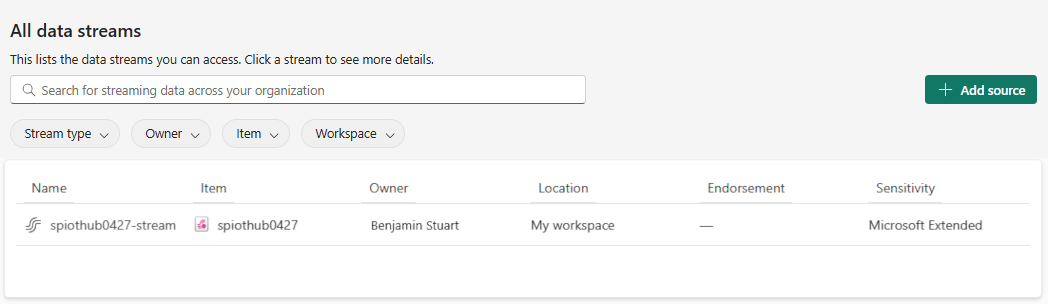 All data streams
This lists the data streams you can access. Click a stream to see more details.
Search for streaming data across your organization
Add source
Stream type Owner Item Workspace
Name Item Owner Location Endorsement Sensitivity
spiothub0427-stream spiothub0427 Benjamin Stuart My workspace — Microsoft Extended